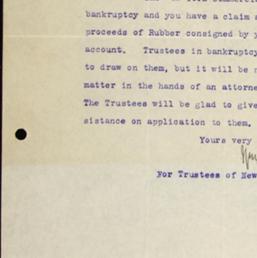 bankruptcy and you have a claim a
proceeds of Rubber consigned by y
account. Trustees in bankruptcy
to draw on them, but it will be n
matter in the hands of an attorne
The Trustees will be glad to give
sistance on application to them.
Yours very
For Trustees of New